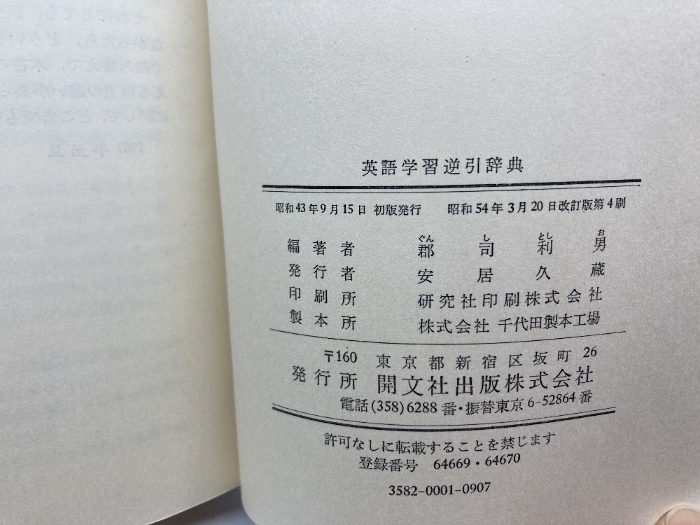 英語学習逆引辞典
昭和43年9月15日 初版発行 昭和54年3月20日改訂版第4刷
ぐん し とし お
編著者 郡司利男
発行者 安居久蔵
印刷所 研究社印刷株式会社
製本所 株式会社 千代田製本工場
〒160 東京都新宿区坂町 26
発行所 開文社出版株式会社
電話(358)6288番・振替東京6-52864番
許可なしに転載することを禁じます
登録番号 64669・64670
3582-0001-0907